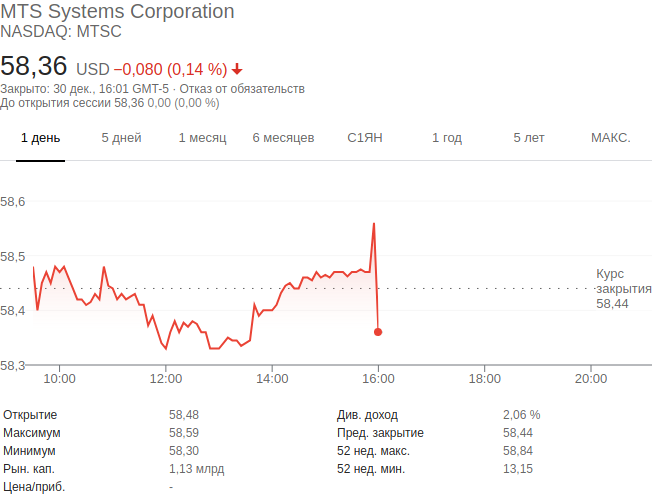 MTS Systems Corporation
NASDAQ: MTSC
58,36 USD −0,080 (0,14 %)
Закрыто: 30 дек., 16:01 GMT-5 · Отказ от обязательств
До открытия сессии 58,36 0,00 (0,00 %)
1 день 5 дней 1 месяц 6 месяцев С1ЯН 1 год 5 лет МАКС.
58,6
58,5
Курс
закрытия
58,44
58,4
58,3
10:00 12:00 14:00 16:00 18:00 20:00
Открытие 58,48 Див. доход 2,06 %
Максимум 58,59 Пред. закрытие 58,44
Минимум 58,30 52 нед. макс. 58,84
Рын. кап. 1,13 млрд 52 нед. мин. 13,15
Цена/приб. -